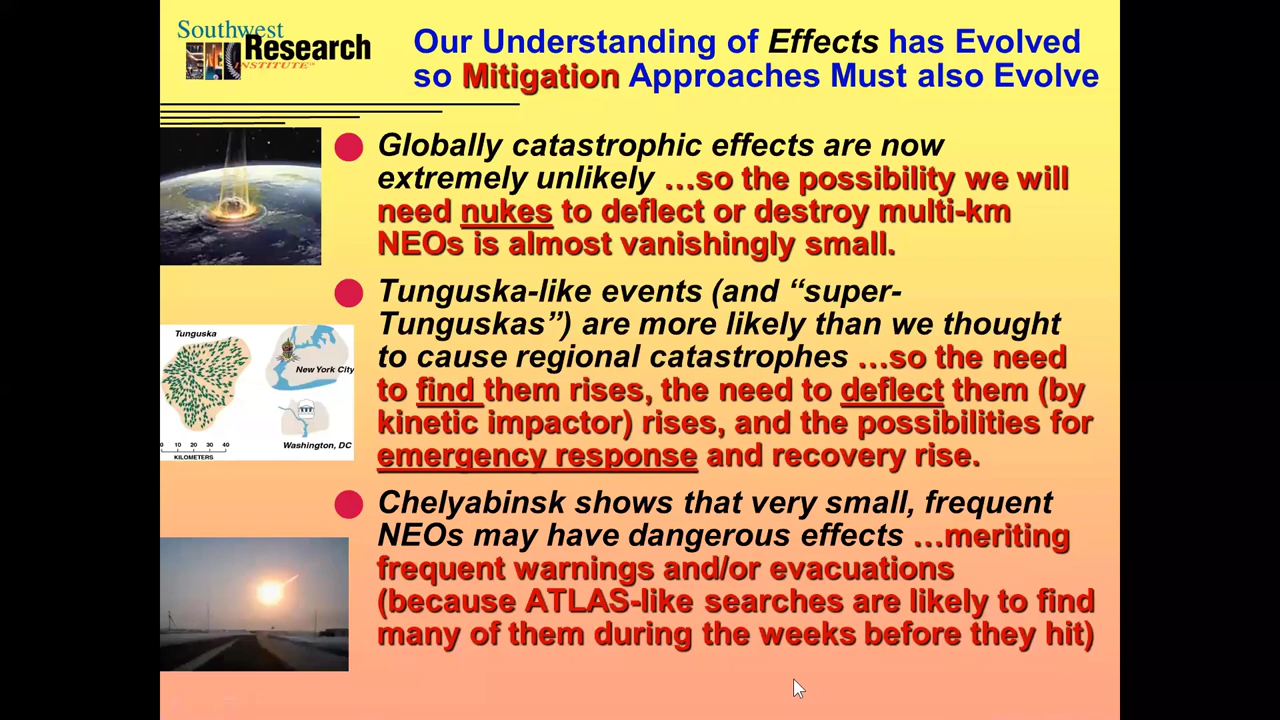 Southwest
Research
INSTITUTE™
Our Understanding of Effects has Evolved
so Mitigation Approaches Must also Evolve
Globally catastrophic effects are now
extremely unlikely …so the possibility we will
need nukes to deflect or destroy multi-km
NEOs is almost vanishingly small.
Tunguska-like events (and “super-
Tunguskas”) are more likely than we thought
to cause regional catastrophes …so the need
to find them rises, the need to deflect them (by
kinetic impactor) rises, and the possibilities for
emergency response and recovery rise.
Tunguska
New York City
Washington, DC
0 10 20 30 40
KILOMETERS
Chelyabinsk shows that very small, frequent
NEOs may have dangerous effects …meriting
frequent warnings and/or evacuations
(because ATLAS-like searches are likely to find
many of them during the weeks before they hit)